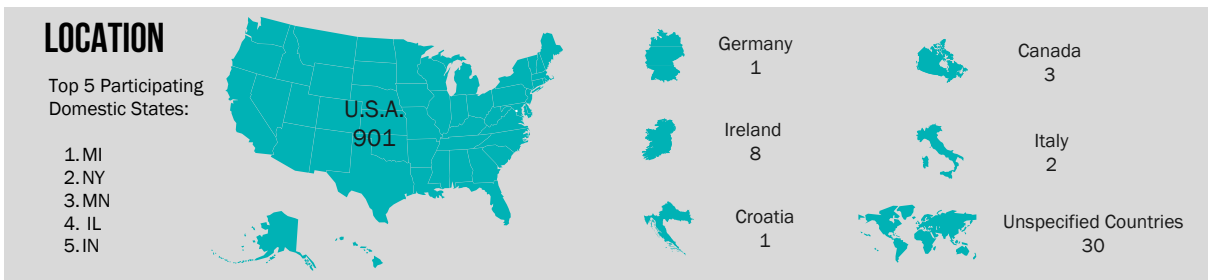 LOCATION
Top 5 Participating
Domestic States:
1. MI
2. NY
3. MN
4. IL
5. IN
U.S.A.
901
Germany
1
Ireland
8
Croatia
1
Canada
3
Italy
2
Unspecified Countries
30